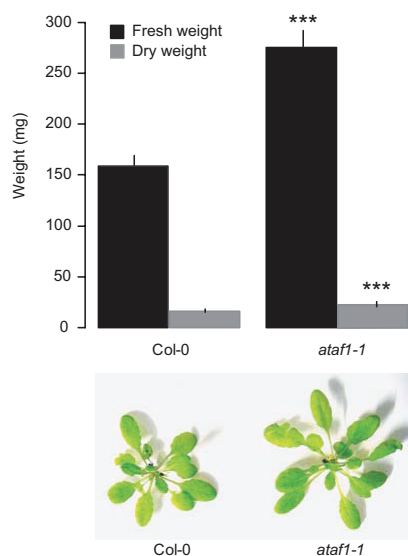 300
250
200
150
100
50
0
Weight (mg)
Fresh weight
Dry weight
***
***
Col-0 ataf1-1
Col-0 ataf1-1